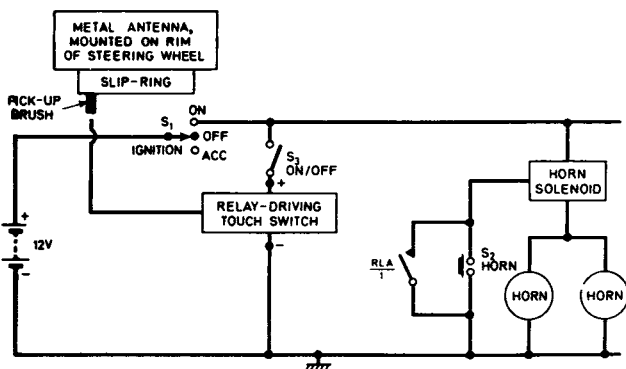 METAL ANTENNA,
MOUNTED ON RIM
OF STEERING WHEEL
SLIP-RING
PICK-UP
BRUSH
S1
ON
OFF
IGNITION
ACC
S3
ON/OFF
+
RELAY-DRIVING
TOUCH SWITCH
-
HORN
SOLENOID
+
12V
-
RLA
1
S2
HORN
HORN
HORN